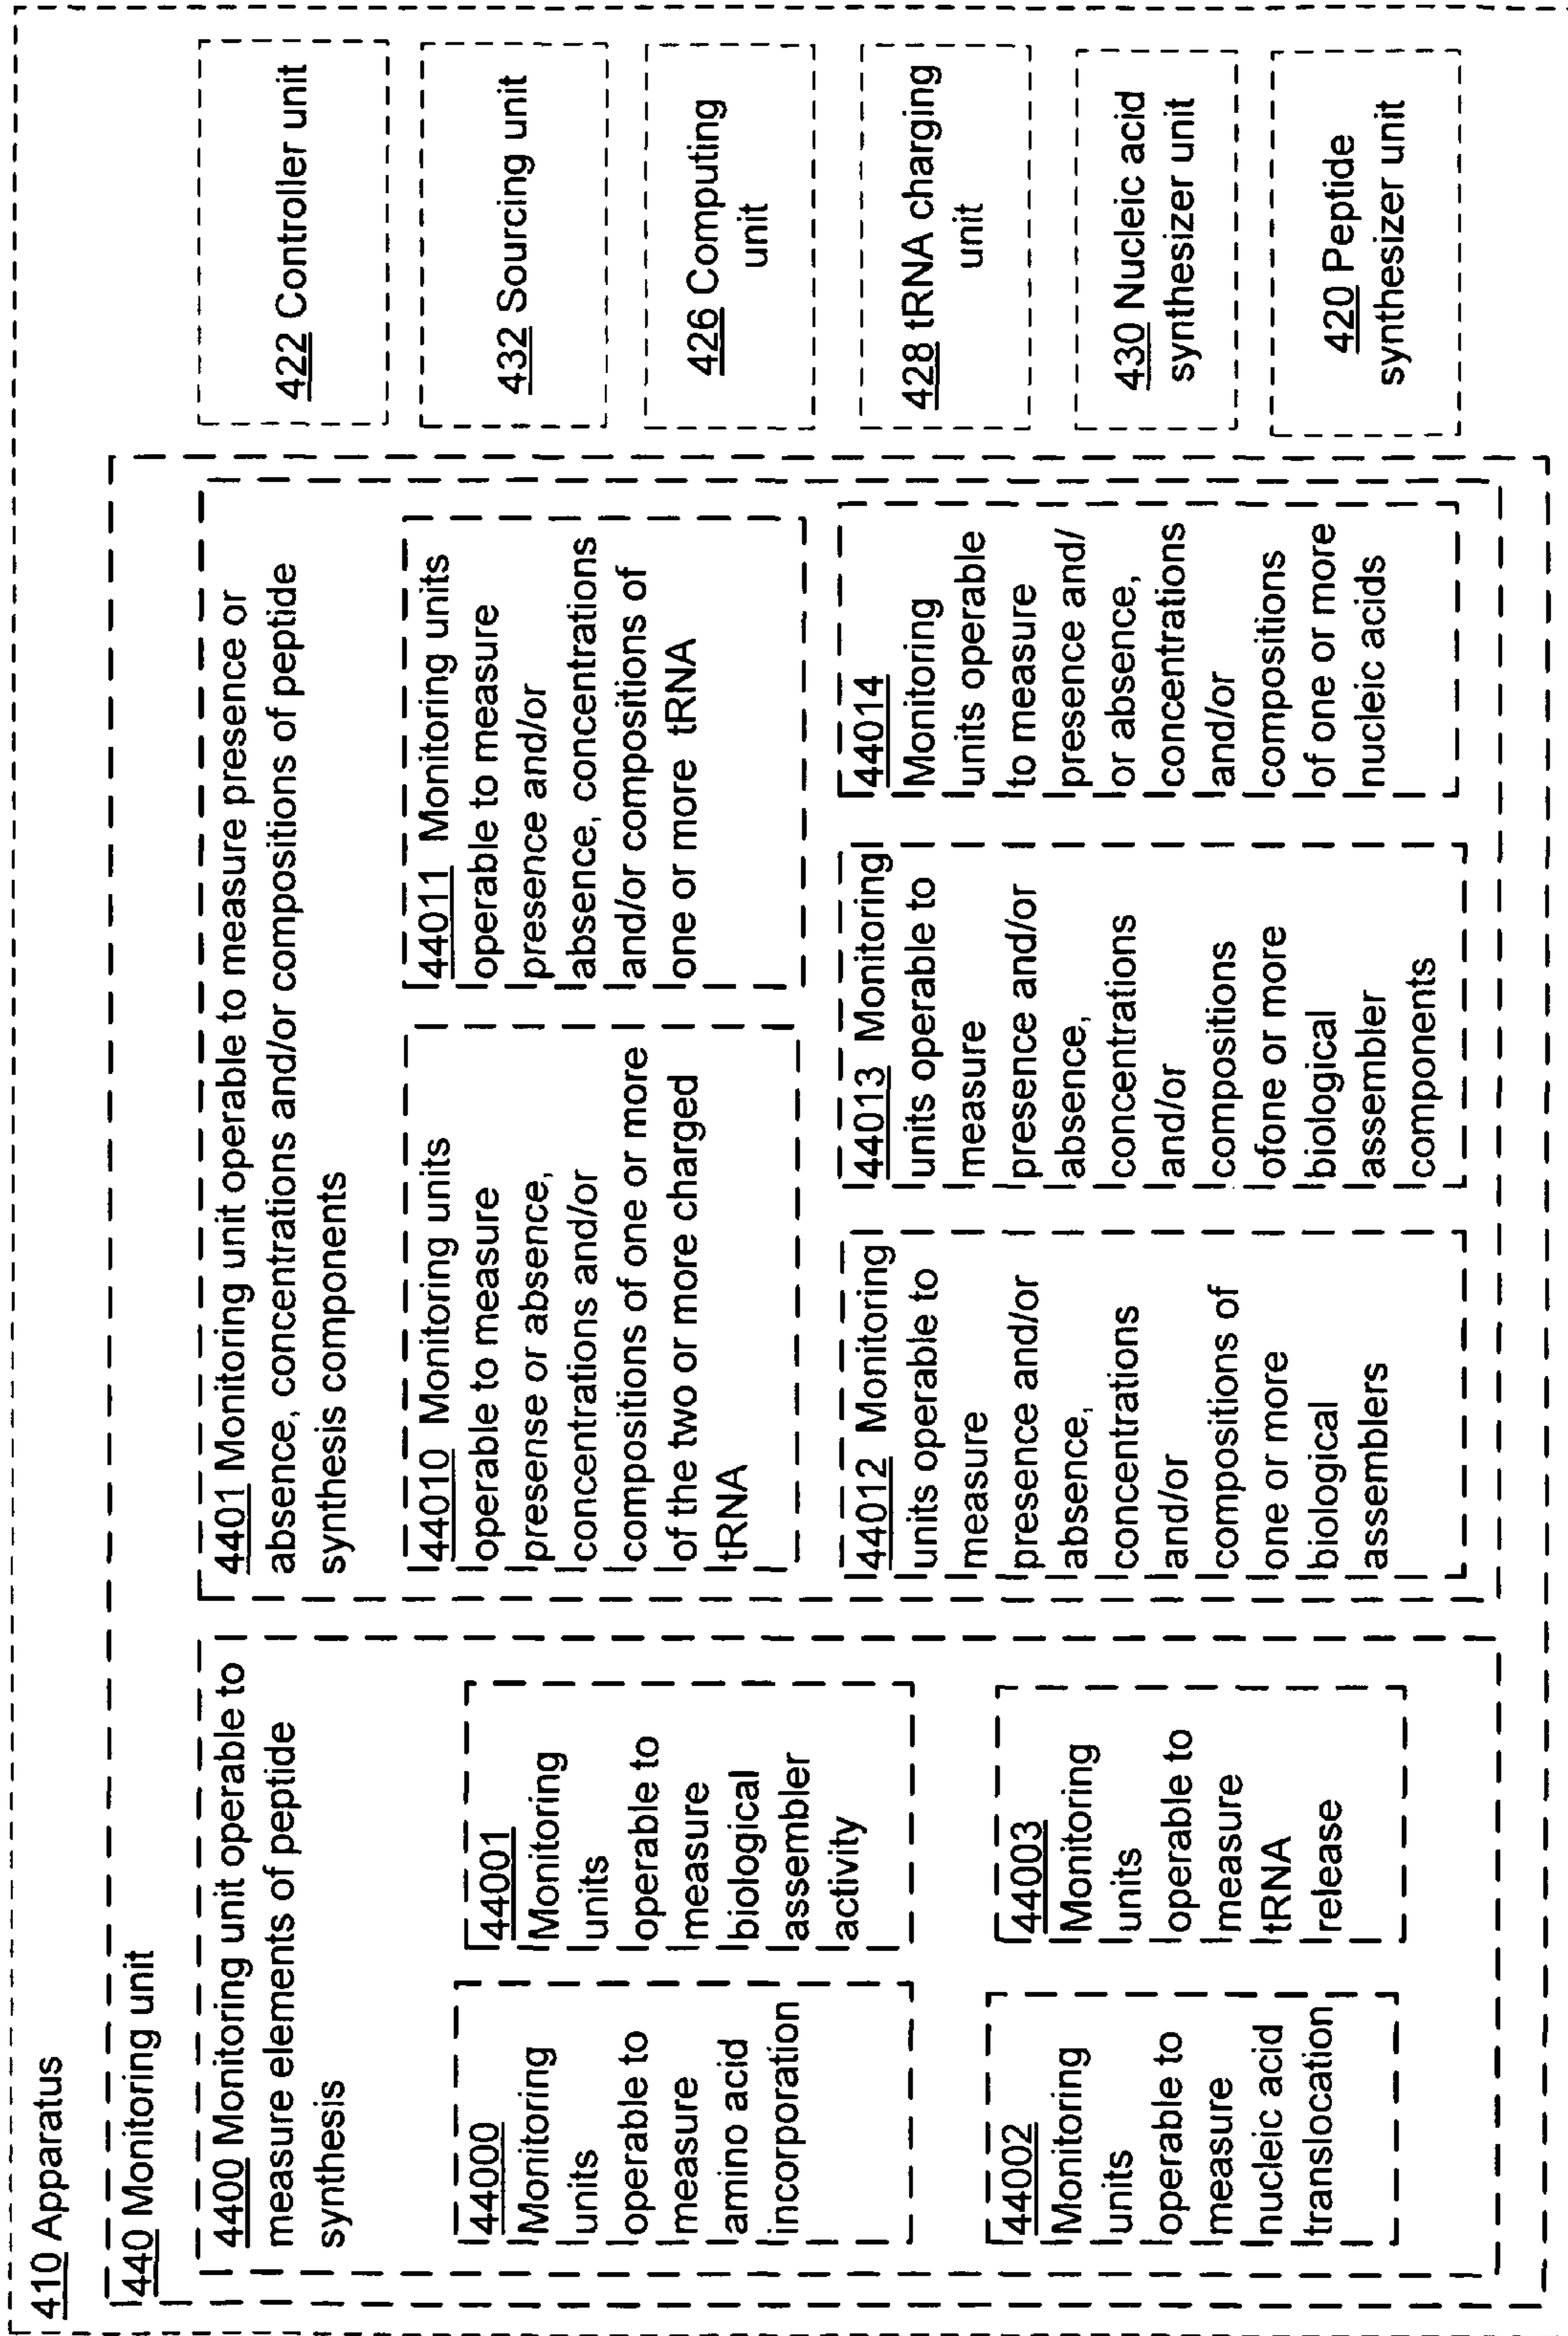 410 Apparatus
440 Monitoring unit
4400 Monitoring unit operable to
measure elements of peptide
synthesis
44000
Monitoring
units
operable to
measure
amino acid
incorporation
44001
Monitoring
units
operable to
measure
biological
assembler
activity
44002
Monitoring
units
operable to
measure
nucleic acid
translocation
44003
Monitoring
units
operable to
measure
tRNA
release
4401 Monitoring unit operable to measure presence or
absence, concentrations and/or compositions of peptide
synthesis components
44010 Monitoring units
operable to measure
presense or absence,
concentrations and/or
compositions of one or more
of the two or more charged
tRNA
44011 Monitoring units
operable to measure
presence and/or
absence, concentrations
and/or compositions of
one or more tRNA
44012 Monitoring
units operable to
measure
presence and/or
absence,
concentrations
and/or
compositions of
one or more
biological
assemblers
44013 Monitoring
units operable to
measure
presence and/or
absence,
concentrations
and/or
compositions
ofone or more
biological
assembler
components
44014
Monitoring
units operable
to measure
presence and/
or absence,
concentrations
and/or
compositions
of one or more
nucleic acids
422 Controller unit
432 Sourcing unit
426 Computing
unit
428 tRNA charging
unit
430 Nucleic acid
synthesizer unit
420 Peptide
synthesizer unit